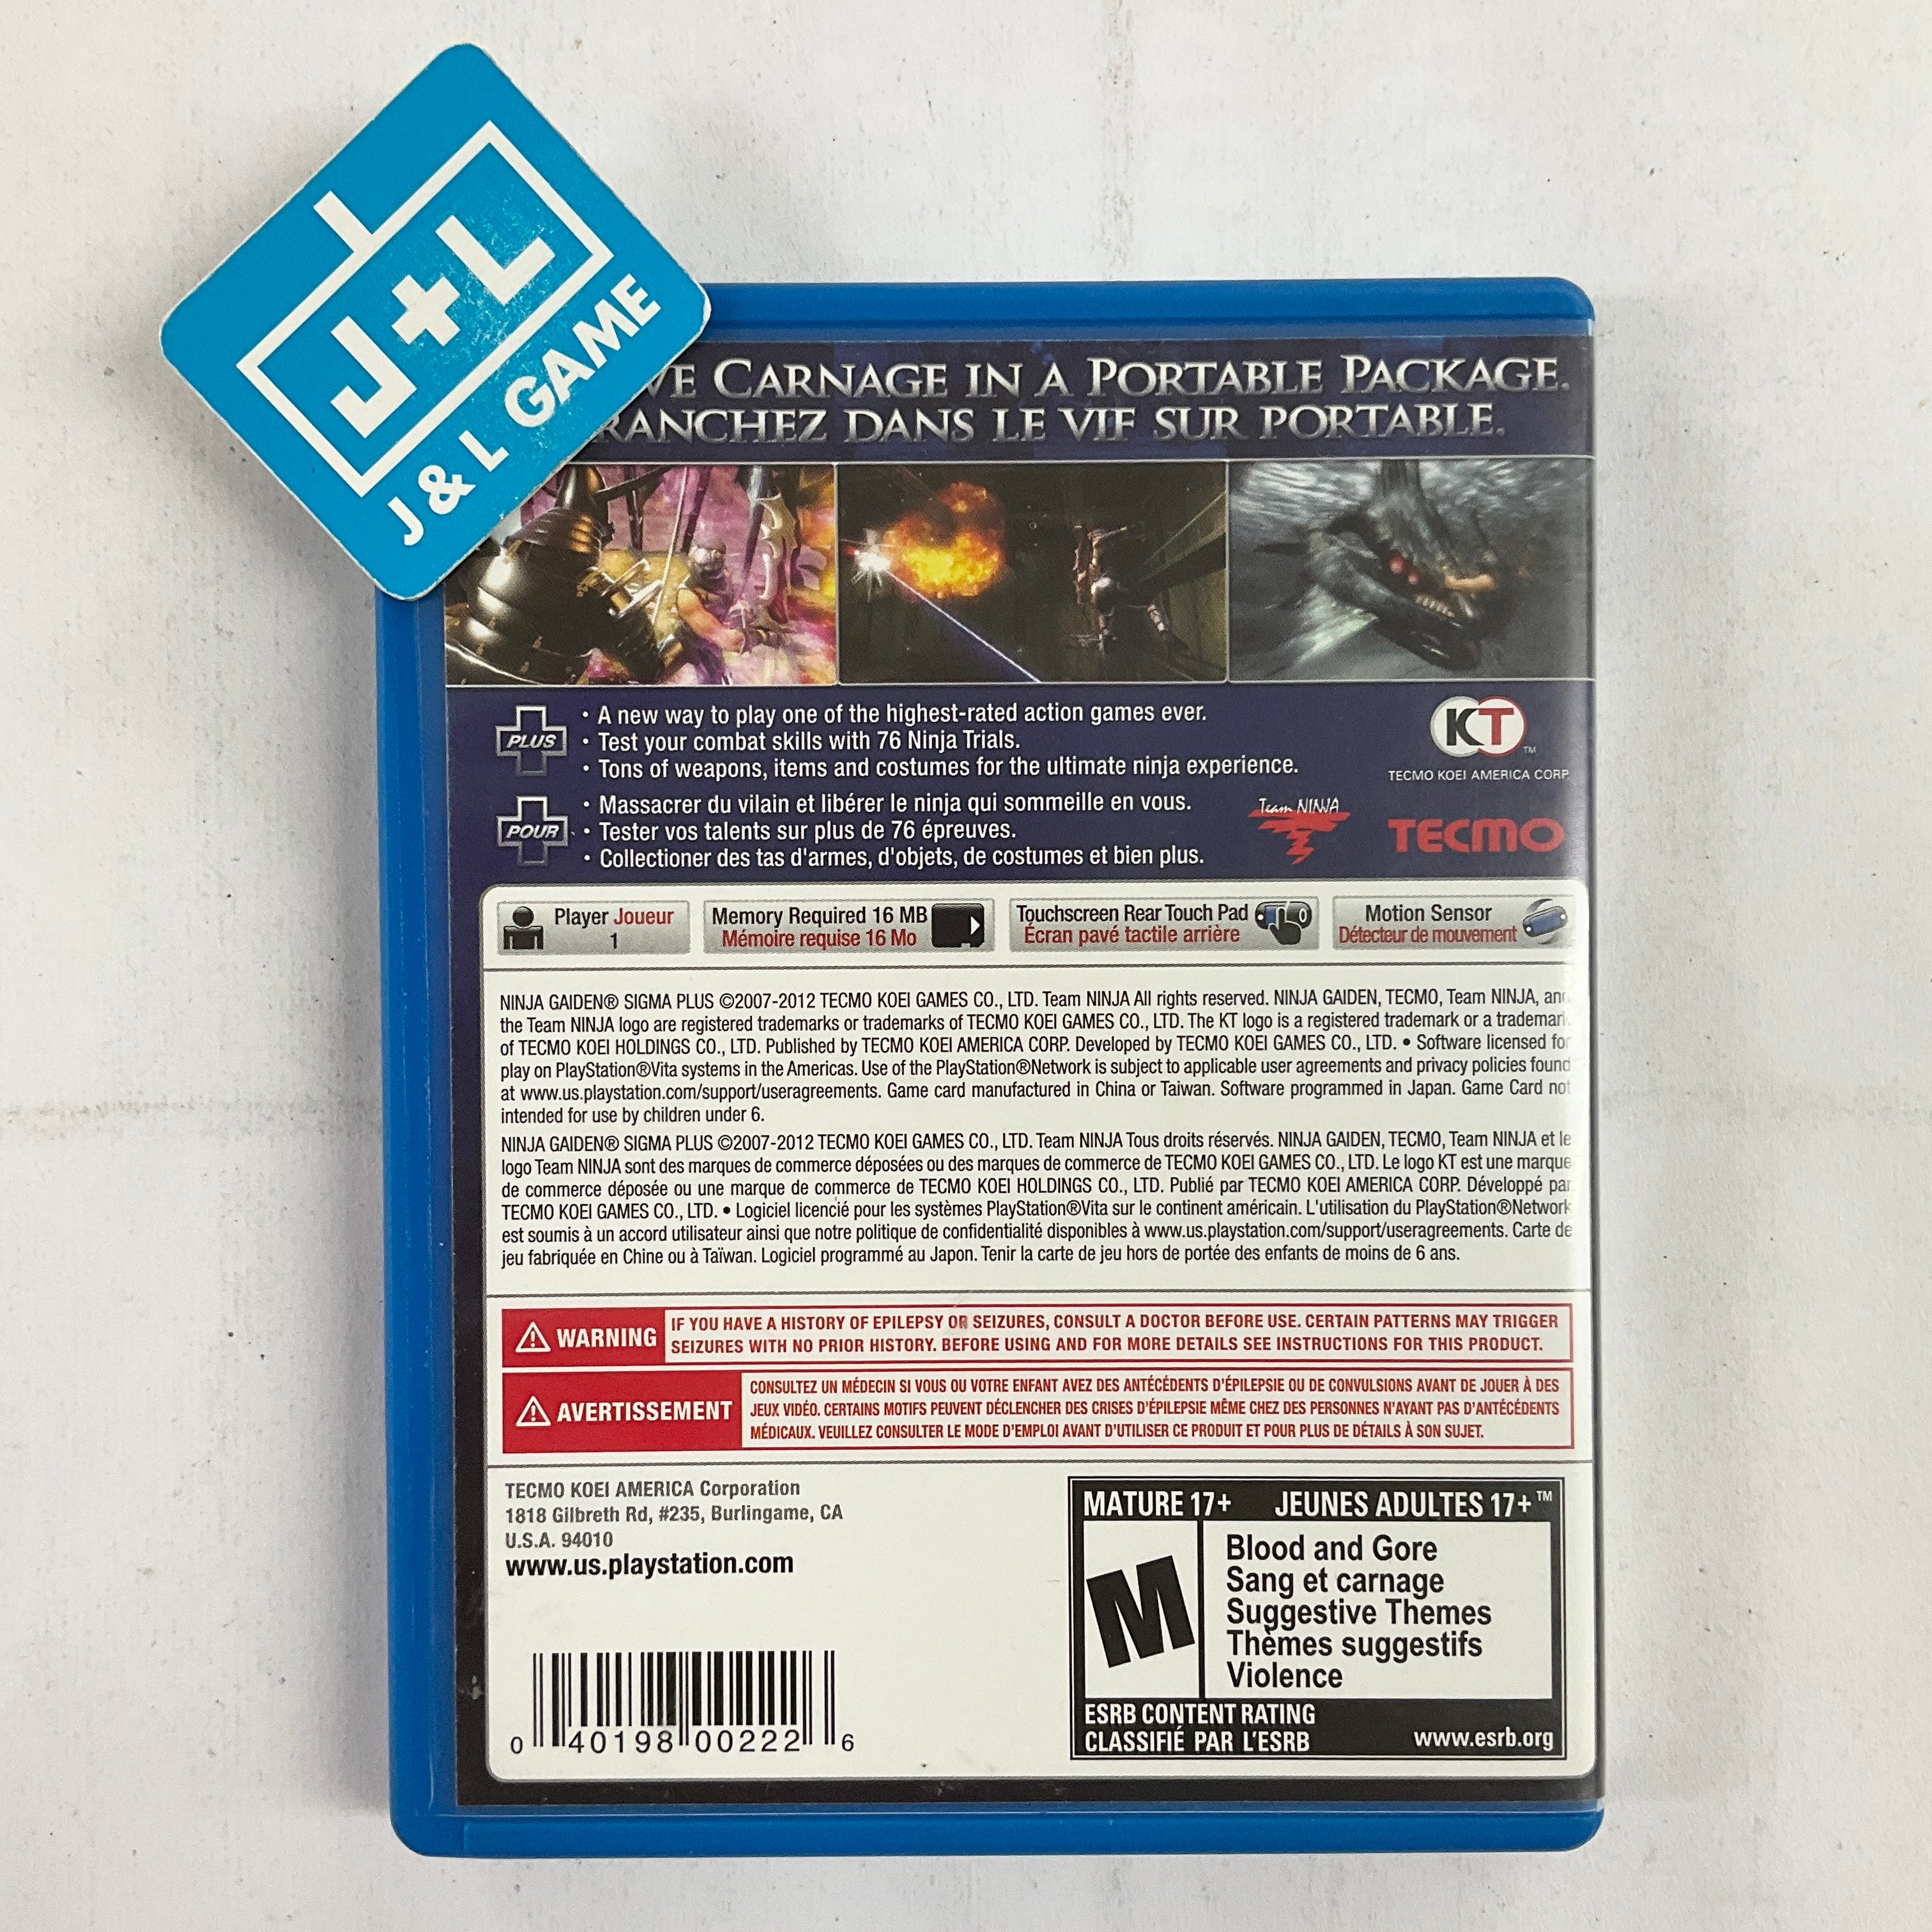 J+L
J & L GAME
CARNAGE IN A PORTABLE PACKAGE.
DANS LE VIF SUR PORTABLE.
PLUS
• A new way to play one of the highest-rated action games ever.
• Test your combat skills with 76 Ninja Trials.
• Tons of weapons, items and costumes for the ultimate ninja experience.
POUR
• Massacrer du vilain et libérer le ninja qui sommeille en vous.
• Tester vos talents sur plus de 76 épreuves.
• Collectioner des tas d'armes, d'objets, de costumes et bien plus.
KT™
TECMO KOEI AMERICA CORP.
Team NINJA
TECMO
Player Joueur
1
Memory Required 16 MB
Mémoire requise 16 Mo
Touchscreen Rear Touch Pad
Écran pavé tactile arrière
Motion Sensor
Détecteur de mouvement
NINJA GAIDEN® SIGMA PLUS ©2007-2012 TECMO KOEI GAMES CO., LTD. Team NINJA All rights reserved. NINJA GAIDEN, TECMO, Team NINJA, and
the Team NINJA logo are registered trademarks or trademarks of TECMO KOEI GAMES CO., LTD. The KT logo is a registered trademark or a trademark
of TECMO KOEI HOLDINGS CO., LTD. Published by TECMO KOEI AMERICA CORP. Developed by TECMO KOEI GAMES CO., LTD. • Software licensed for
play on PlayStation®Vita systems in the Americas. Use of the PlayStation®Network is subject to applicable user agreements and privacy policies found
at www.us.playstation.com/support/useragreements. Game card manufactured in China or Taiwan. Software programmed in Japan. Game Card not
intended for use by children under 6.
NINJA GAIDEN® SIGMA PLUS ©2007-2012 TECMO KOEI GAMES CO., LTD. Team NINJA Tous droits réservés. NINJA GAIDEN, TECMO, Team NINJA et le
logo Team NINJA sont des marques de commerce déposées ou des marques de commerce de TECMO KOEI GAMES CO., LTD. Le logo KT est une marque
de commerce déposée ou une marque de commerce de TECMO KOEI HOLDINGS CO., LTD. Publié par TECMO KOEI AMERICA CORP. Développé par
TECMO KOEI GAMES CO., LTD. • Logiciel licencié pour les systèmes PlayStation®Vita sur le continent américain. L'utilisation du PlayStation®Network
est soumis à un accord utilisateur ainsi que notre politique de confidentialité disponibles à www.us.playstation.com/support/useragreements. Carte de
jeu fabriquée en Chine ou à Taïwan. Logiciel programmé au Japon. Tenir la carte de jeu hors de portée des enfants de moins de 6 ans.
WARNING
IF YOU HAVE A HISTORY OF EPILEPSY OR SEIZURES, CONSULT A DOCTOR BEFORE USE. CERTAIN PATTERNS MAY TRIGGER
SEIZURES WITH NO PRIOR HISTORY. BEFORE USING AND FOR MORE DETAILS SEE INSTRUCTIONS FOR THIS PRODUCT.
AVERTISSEMENT
CONSULTEZ UN MÉDECIN SI VOUS OU VOTRE ENFANT AVEZ DES ANTÉCÉDENTS D'ÉPILEPSIE OU DE CONVULSIONS AVANT DE JOUER À DES
JEUX VIDÉO. CERTAINS MOTIFS PEUVENT DÉCLENCHER DES CRISES D'ÉPILEPSIE MÊME CHEZ DES PERSONNES N'AYANT PAS D'ANTÉCÉDENTS
MÉDICAUX. VEUILLEZ CONSULTER LE MODE D'EMPLOI AVANT D'UTILISER CE PRODUIT ET POUR PLUS DE DÉTAILS À SON SUJET.
TECMO KOEI AMERICA Corporation
1818 Gilbreth Rd, #235, Burlingame, CA
U.S.A. 94010
www.us.playstation.com
0 40198 00222 6
MATURE 17+ JEUNES ADULTES 17+™
M
Blood and Gore
Sang et carnage
Suggestive Themes
Thèmes suggestifs
Violence
ESRB CONTENT RATING
CLASSIFIÉ PAR L'ESRB
www.esrb.org